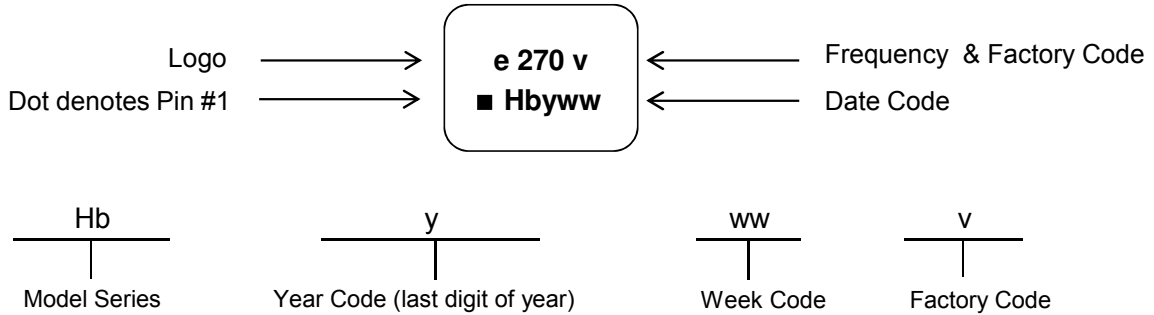 Logo e 270 v Frequency & Factory Code
Dot denotes Pin #1 ■ Hbyww Date Code
Hb y ww v
Model Series Year Code (last digit of year) Week Code Factory Code